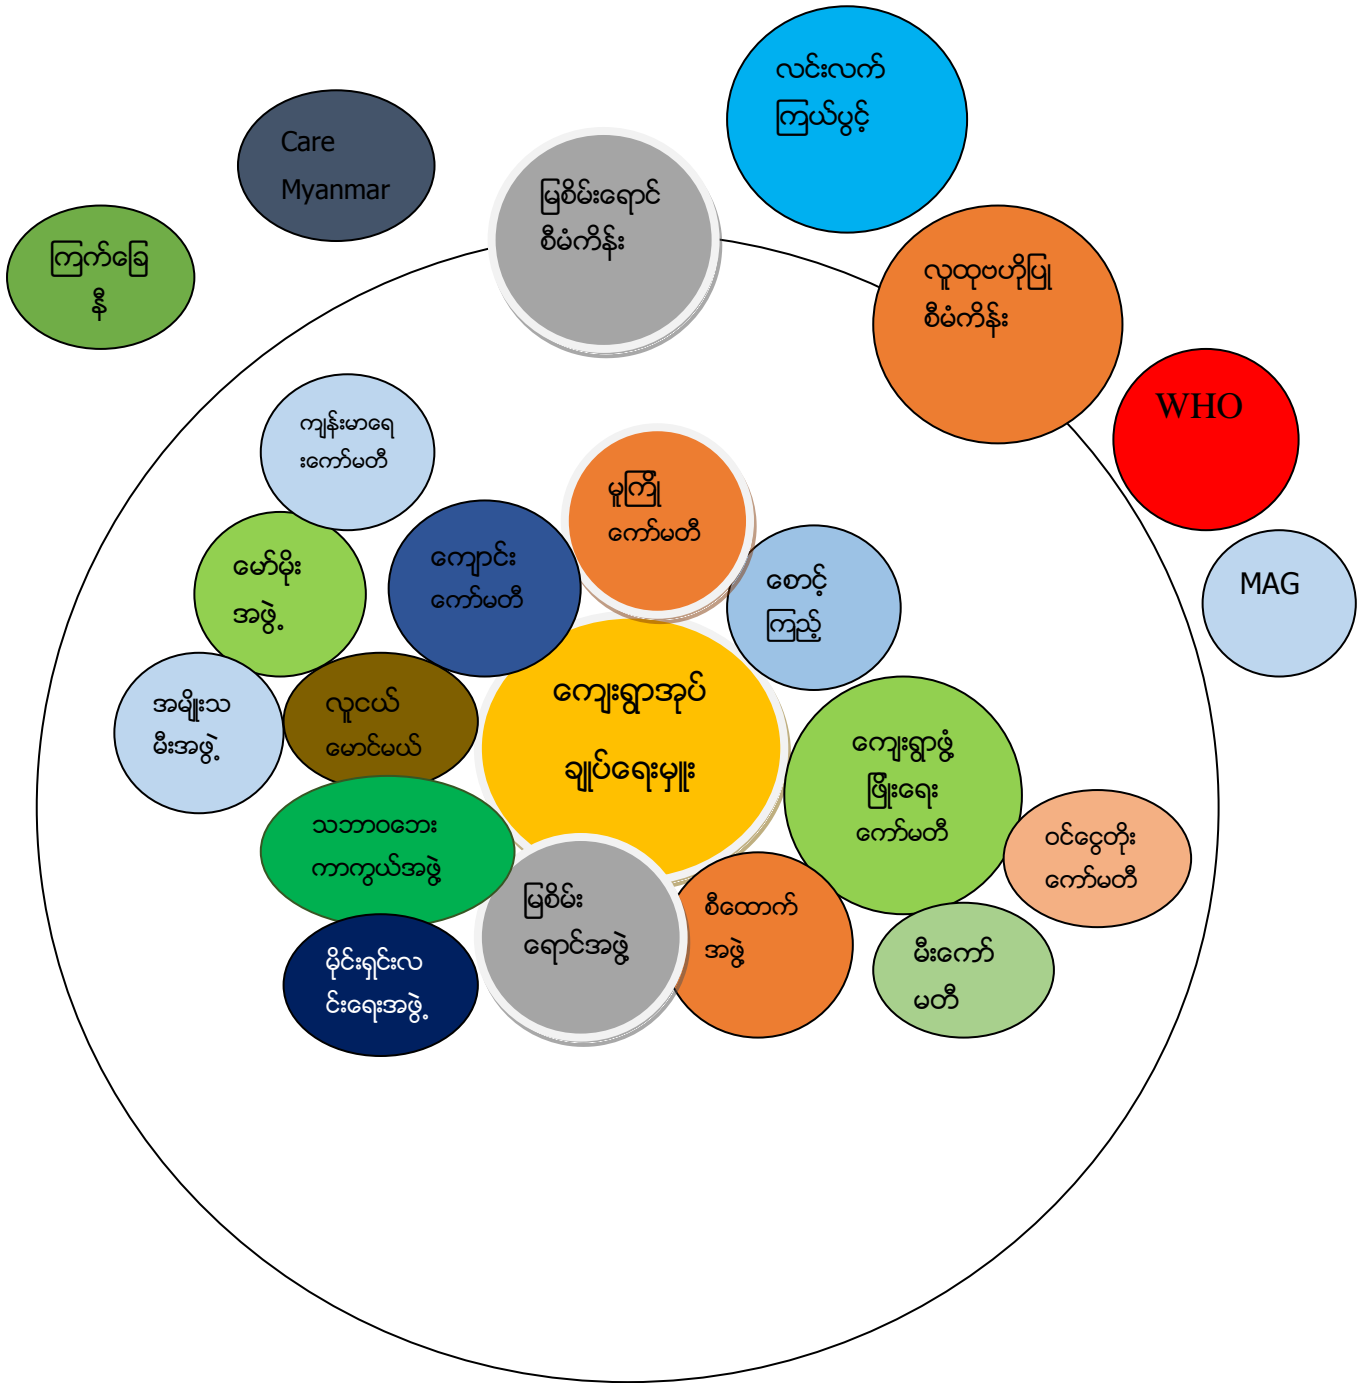 လင်းလက်
ကြယ်ပွင့်
Care
Myanmar
မြစိမ်းရောင်
စီမံကိန်း
ကြက်ခြေ
နီ
လူထုဗဟိုပြု
စီမံကိန်း
WHO
MAG
ကျန်းမာရေ
းကော်မတီ
မူကြို
ကော်မတီ
မော်မိုး
အဖွဲ့
ကျောင်း
ကော်မတီ
စောင့်
ကြည့်
အမျိုးသ
မီးအဖွဲ့
လူငယ်
မောင်မယ်
ကျေးရွာအုပ်
ချုပ်ရေးမှူး
ကျေးရွာဖွံ့
ဖြိုးရေး
ကော်မတီ
သဘာဝဘေး
ကာကွယ်အဖွဲ့
ဝင်ငွေတိုး
ကော်မတီ
မြစိမ်း
ရောင်အဖွဲ့
စီထောက်
အဖွဲ့
မိုင်းရှင်းလ
င်းရေးအဖွဲ့
မီးကော်
မတီ